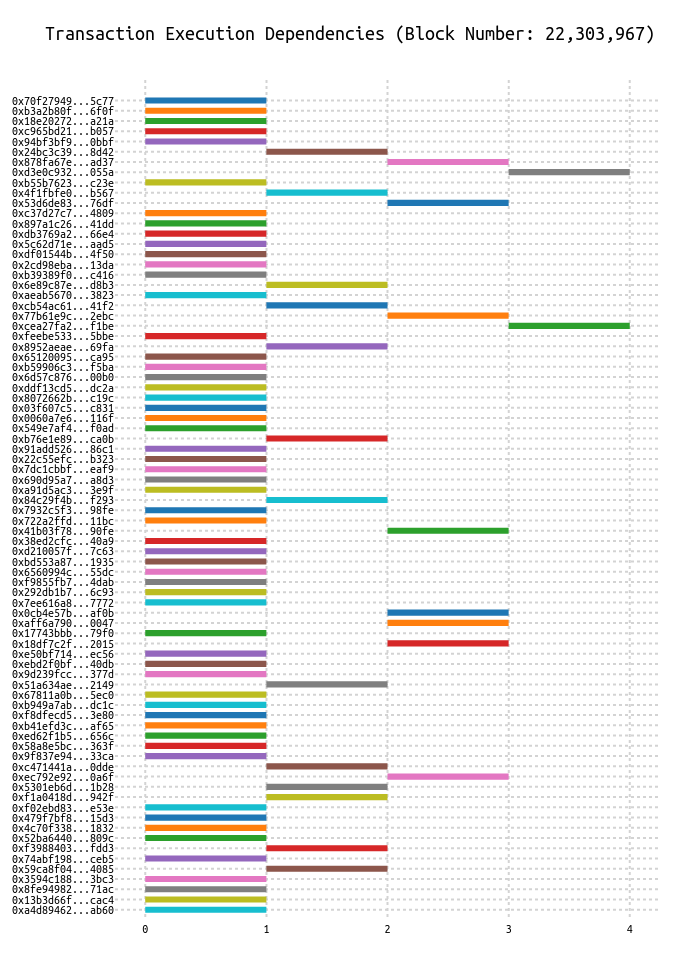 Transaction Execution Dependencies (Block Number: 22,303,967)
0x70f27949...5c77
0xb3a2b80f...6f0f
0x18e20272...a21a
0xc965bd21...b057
0x94bf3bf9...0bbf
0x24bc3c39...8d42
0x878fa67e...ad37
0xd3e0c932...055a
0xb55b7623...c23e
0x4f1fbfe0...b567
0x53d6de83...76df
0xc37d27c7...4809
0x897a1c26...41dd
0xdb3769a2...66e4
0x5c62d71e...aad5
0xdf01544b...4f50
0x2cd98eba...13da
0xb39389f0...c416
0x6e89c87e...d8b3
0xaeab5670...3823
0xcb54ac61...41f2
0x77b61e9c...2ebc
0xcea27fa2...f1be
0xfeebe533...5bbe
0x8952aeae...69fa
0x65120095...ca95
0xb59906c3...f5ba
0x6d57c876...00b0
0xddf13cd5...dc2a
0x8072662b...c19c
0x03f607c5...c831
0x0060a7e6...116f
0x549e7af4...f0ad
0xb76e1e89...ca0b
0x91add526...86c1
0x22c55efc...b323
0x7dc1cbbf...eaf9
0x690d95a7...a8d3
0xa91d5ac3...3e9f
0x84c29f4b...f293
0x7932c5f3...98fe
0x722a2ffd...11bc
0x41b03f78...90fe
0x38ed2cfc...40a9
0xd210057f...7c63
0xbd553a87...1935
0x6560994c...55dc
0xf9855fb7...4dab
0x292db1b7...6c93
0x7ee616a8...7772
0x0cb4e57b...af0b
0xaff6a790...0047
0x17743bbb...79f0
0x18df7c2f...2015
0xe50bf714...ec56
0xebd2f0bf...40db
0x9d239fcc...377d
0x51a634ae...2149
0x67811a0b...5ec0
0xb949a7ab...dc1c
0xf8dfecd5...3e80
0xb41efd3c...af65
0xed62f1b5...656c
0x58a8e5bc...363f
0x9f837e94...33ca
0xc471441a...0dde
0xec792e92...0a6f
0x5301eb6d...1b28
0xf1a0418d...942f
0xf02ebd83...e53e
0x479f7bf8...15d3
0x4c70f338...1832
0x52ba6440...809c
0xf3988403...fdd3
0x74abf198...ceb5
0x59ca8f04...4085
0x3594c188...3bc3
0x8fe94982...71ac
0x13b3d66f...cac4
0xa4d89462...ab60
0 1 2 3 4